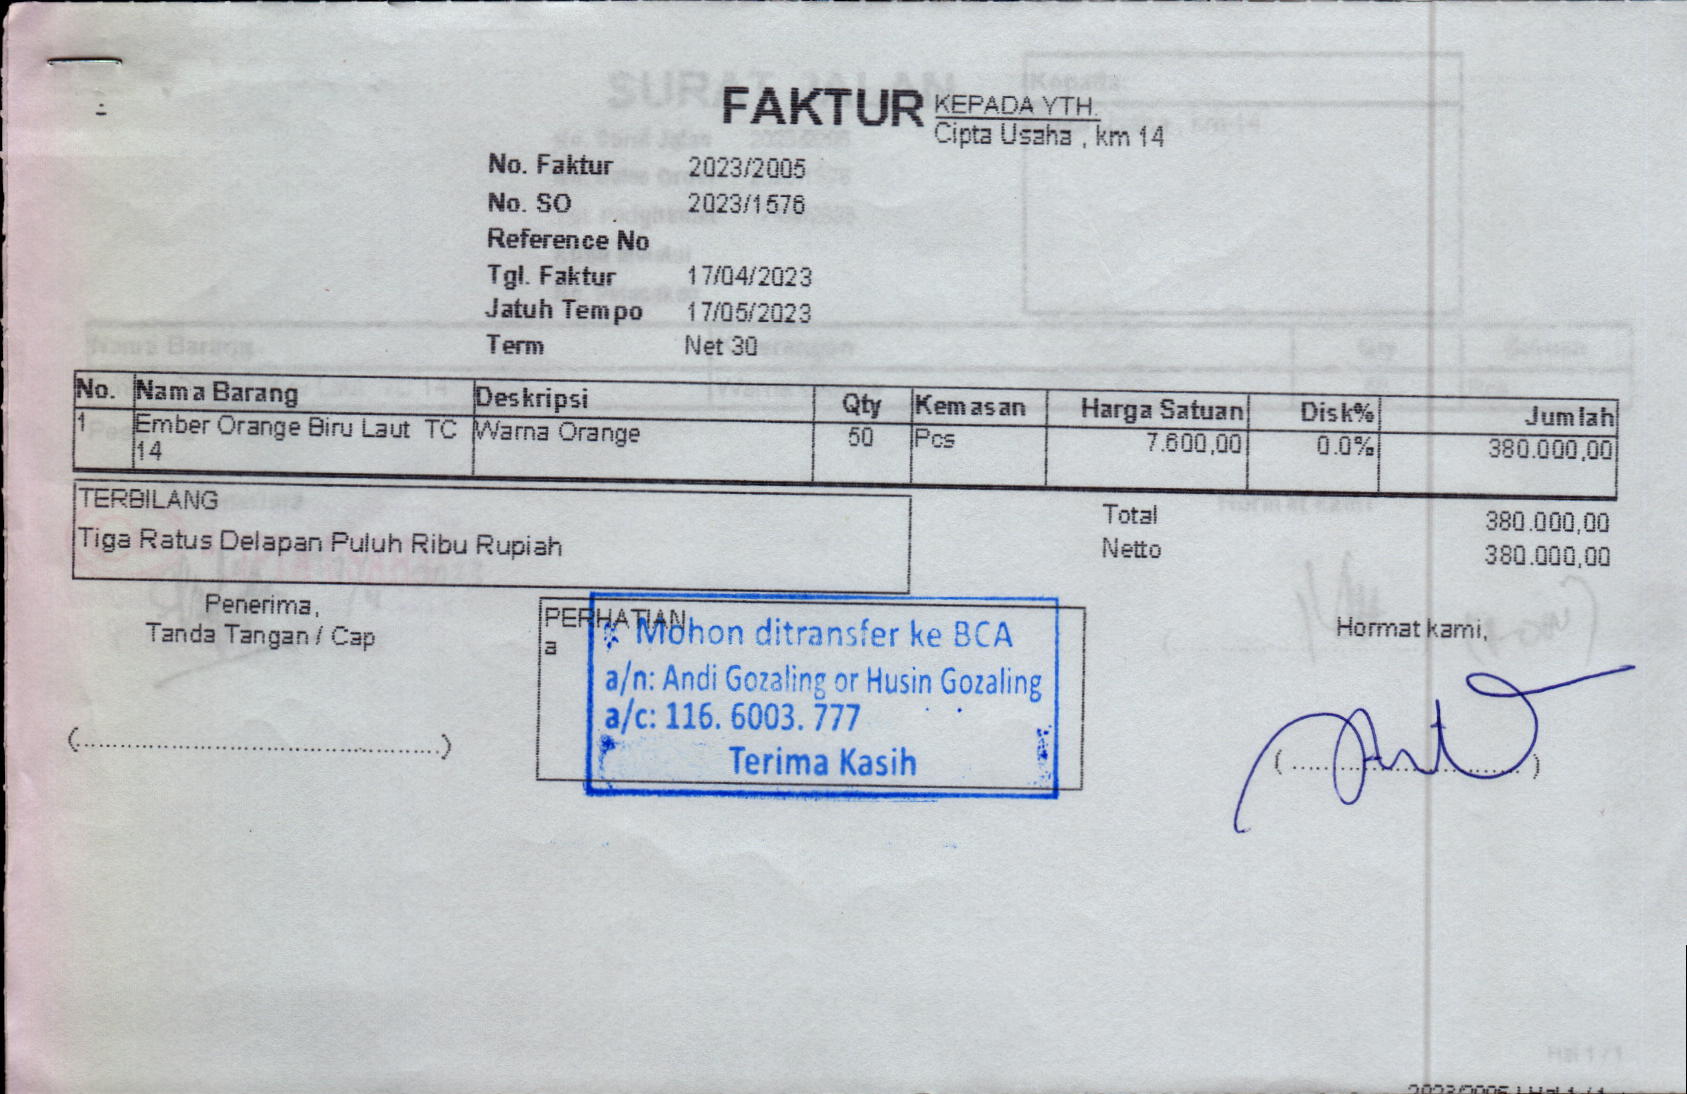 FAKTUR
KEPADA YTH.
Cipta Usaha , km 14
No. Faktur 2023/2005
No. SO 2023/1576
Reference No
Tgl. Faktur 17/04/2023
Jatuh Tempo 17/05/2023
Term Net 30
No. Nama Barang Deskripsi Qty Kemasan Harga Satuan Disk% Jumlah
1 Ember Orange Biru Laut TC Warna Orange 50 Pcs 7.600,00 0.0% 380.000,00
14
TERBILANG
Tiga Ratus Delapan Puluh Ribu Rupiah
Total 380.000,00
Netto 380.000,00
Penerima,
Tanda Tangan / Cap
PERHATIAN
a
Mohon ditransfer ke BCA
a/n: Andi Gozaling or Husin Gozaling
a/c: 116. 6003. 777
Terima Kasih
Hormat kami,
2023/2005 | Hal 1 / 1